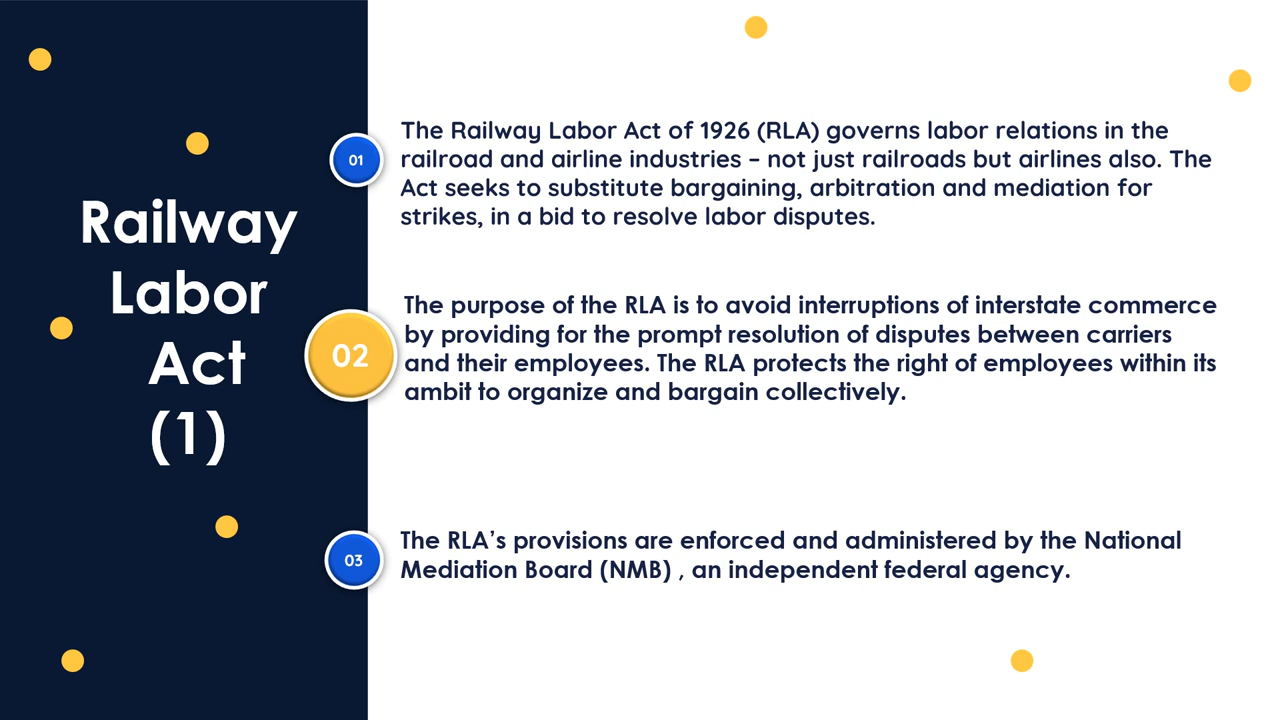 Railway
Labor
Act
(1)
01
The Railway Labor Act of 1926 (RLA) governs labor relations in the
railroad and airline industries – not just railroads but airlines also. The
Act seeks to substitute bargaining, arbitration and mediation for
strikes, in a bid to resolve labor disputes.
02
The purpose of the RLA is to avoid interruptions of interstate commerce
by providing for the prompt resolution of disputes between carriers
and their employees. The RLA protects the right of employees within its
ambit to organize and bargain collectively.
03
The RLA’s provisions are enforced and administered by the National
Mediation Board (NMB) , an independent federal agency.